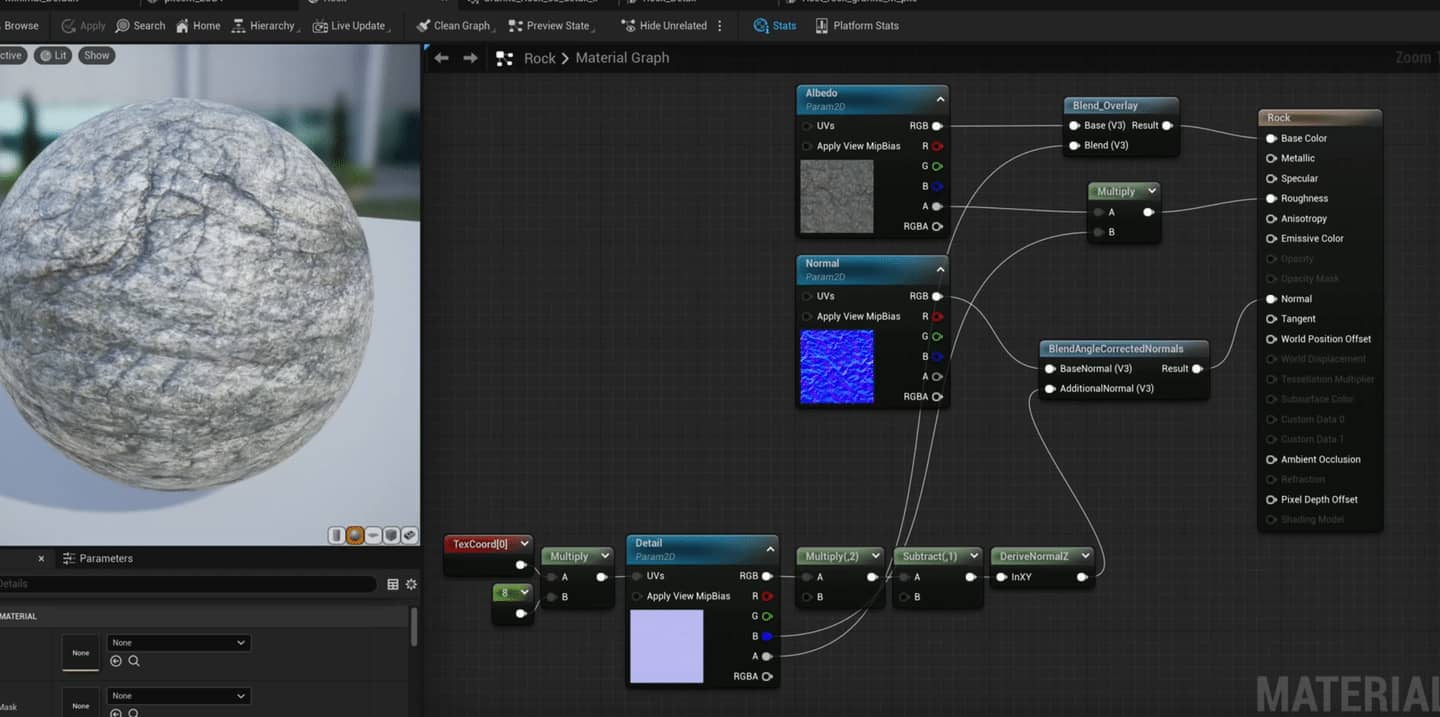 Browse Apply Search Home Hierarchy Live Update Clean Graph Preview State Hide Unrelated Stats Platform Stats
Lit Show
Rock > Material Graph
Zoom
Albedo
Param2D
UVs RGB
Apply View MipBias R
G
B
A
RGBA
Normal
Param2D
UVs RGB
Apply View MipBias R
G
B
A
RGBA
Blend_Overlay
Base (V3) Result
Blend (V3)
Multiply
A
B
BlendAngleCorrectedNormals
BaseNormal (V3) Result
AdditionalNormal (V3)
Rock
Base Color
Metallic
Specular
Roughness
Anisotropy
Emissive Color
Opacity
Opacity Mask
Normal
Tangent
World Position Offset
World Displacement
Tessellation Multiplier
Subsurface Color
Custom Data 0
Custom Data 1
Ambient Occlusion
Refraction
Pixel Depth Offset
Shading Model
TexCoord[0]
8
Multiply
A
B
Detail
Param2D
UVs RGB
Apply View MipBias R
G
B
A
RGBA
Multiply(,2)
A
B
Subtract(,1)
A
B
DeriveNormalZ
InXY
Parameters
Details
MATERIAL
None None
Mask
None None
MATERIAL